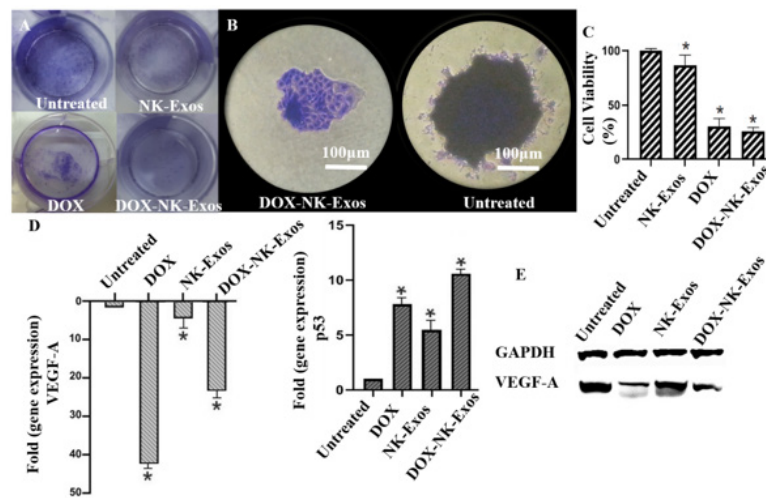 A
Untreated
NK-Exos
DOX
DOX-NK-Exos
B
100μm
DOX-NK-Exos
100μm
Untreated
C
Cell Viability
(%)
100
50
0
*
*
*
Untreated
NK-Exos
DOX
DOX-NK-Exos
D
Untreated
DOX
NK-Exos
DOX-NK-Exos
Fold (gene expression)
VEGF-A
0
10
20
30
40
50
*
*
*
Fold (gene expression)
p53
15
10
5
0
*
*
*
Untreated
DOX
NK-Exos
DOX-NK-Exos
E
Untreated
DOX
NK-Exos
DOX-NK-Exos
GAPDH
VEGF-A